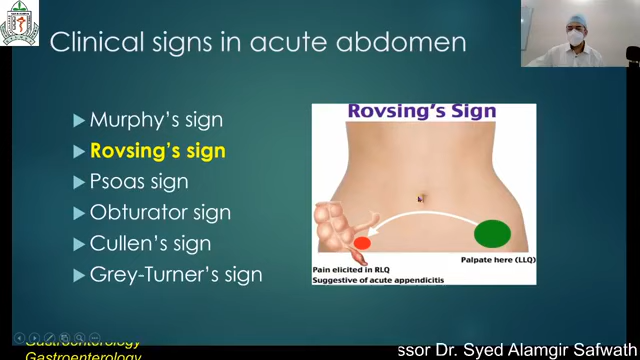 Clinical signs in acute abdomen
Murphy's sign
Rovsing's sign
Psoas sign
Obturator sign
Cullen's sign
Grey-Turner's sign
Rovsing's Sign
Palpate here (LLQ)
Pain elicited in RLQ
Suggestive of acute appendicitis
Gastroenterology
Gastroenterology
ssor Dr. Syed Alamgir Safwath